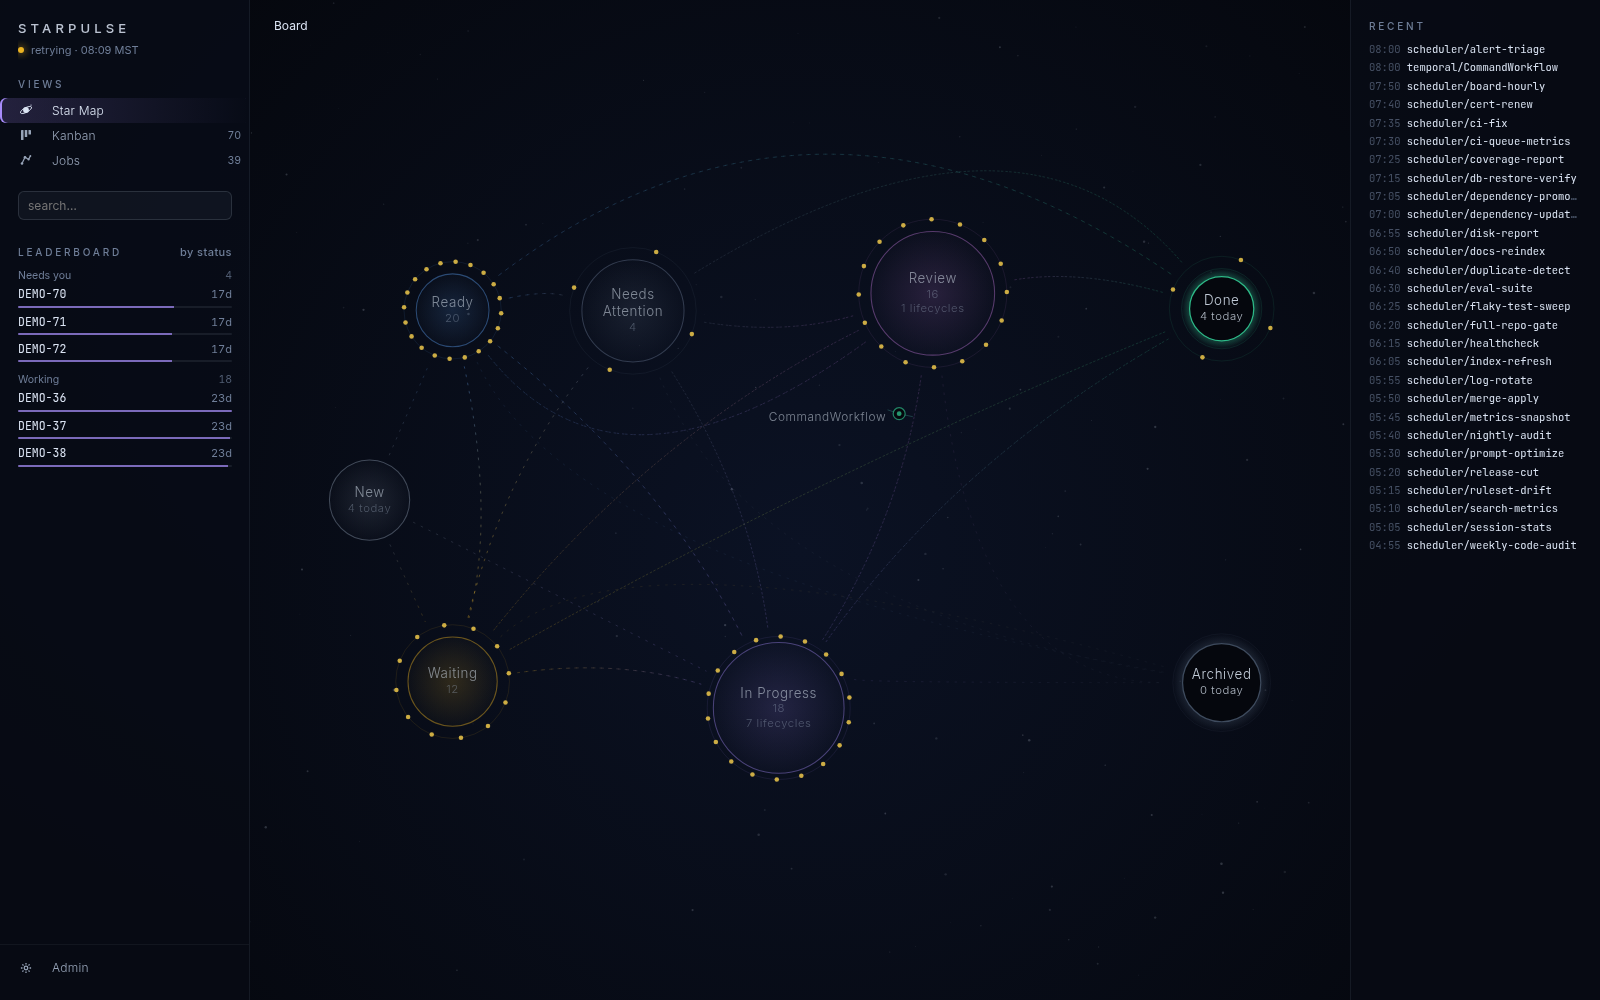 STARPULSE
retrying · 08:09 MST
VIEWS
Star Map
Kanban 70
Jobs 39
search...
LEADERBOARD by status
Needs you 4
DEMO-70 17d
DEMO-71 17d
DEMO-72 17d
Working 18
DEMO-36 23d
DEMO-37 23d
DEMO-38 23d
Admin
Board
Ready
20
Needs
Attention
4
Review
16
1 lifecycles
Done
4 today
CommandWorkflow
New
4 today
Waiting
12
In Progress
18
7 lifecycles
Archived
0 today
RECENT
08:00 scheduler/alert-triage
08:00 temporal/CommandWorkflow
07:50 scheduler/board-hourly
07:40 scheduler/cert-renew
07:35 scheduler/ci-fix
07:30 scheduler/ci-queue-metrics
07:25 scheduler/coverage-report
07:15 scheduler/db-restore-verify
07:05 scheduler/dependency-promo…
07:00 scheduler/dependency-updat…
06:55 scheduler/disk-report
06:50 scheduler/docs-reindex
06:40 scheduler/duplicate-detect
06:30 scheduler/eval-suite
06:25 scheduler/flaky-test-sweep
06:20 scheduler/full-repo-gate
06:15 scheduler/healthcheck
06:05 scheduler/index-refresh
05:55 scheduler/log-rotate
05:50 scheduler/merge-apply
05:45 scheduler/metrics-snapshot
05:40 scheduler/nightly-audit
05:30 scheduler/prompt-optimize
05:20 scheduler/release-cut
05:15 scheduler/ruleset-drift
05:10 scheduler/search-metrics
05:05 scheduler/session-stats
04:55 scheduler/weekly-code-audit